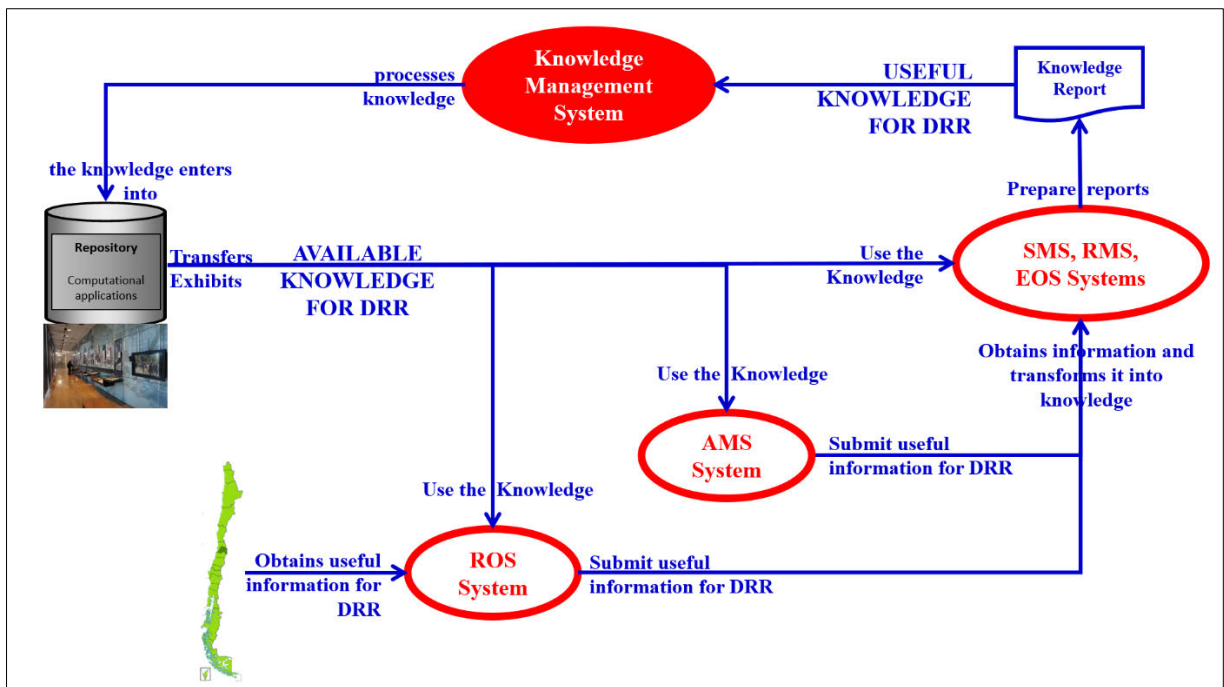 Knowledge
Management
System
processes
knowledge
USEFUL
KNOWLEDGE
FOR DRR
Knowledge
Report
the knowledge enters
into
Prepare reports
Repository
Computational
applications
Transfers
Exhibits
AVAILABLE
KNOWLEDGE
FOR DRR
Use the
Knowledge
SMS, RMS,
EOS Systems
Obtains information and
transforms it into
knowledge
Use the Knowledge
AMS
System
Submit useful
information for DRR
Use the Knowledge
Obtains useful
information for
DRR
ROS
System
Submit useful
information for DRR